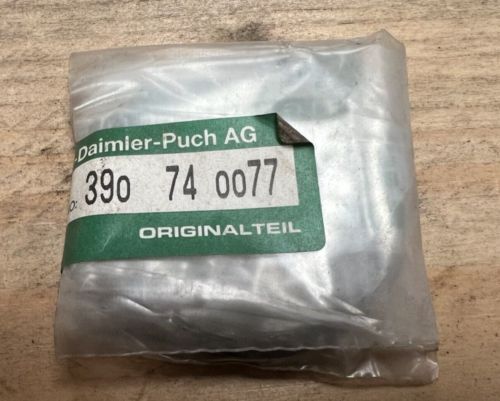 -Daimler-Puch AG
O: 390 74 0077
ORIGINALTEIL